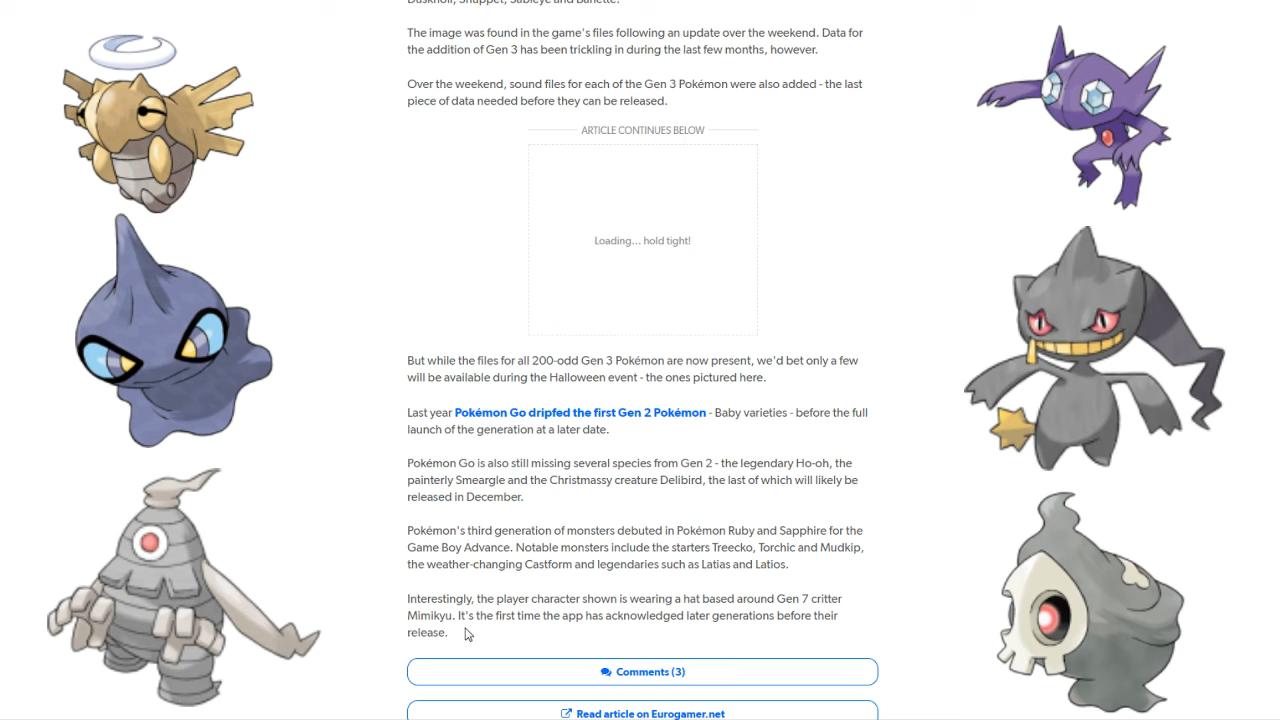 Dusknoir, Shuppet, Sableye and Banette.
The image was found in the game's files following an update over the weekend. Data for
the addition of Gen 3 has been trickling in during the last few months, however.
Over the weekend, sound files for each of the Gen 3 Pokémon were also added - the last
piece of data needed before they can be released.
ARTICLE CONTINUES BELOW
Loading... hold tight!
But while the files for all 200-odd Gen 3 Pokémon are now present, we'd bet only a few
will be available during the Halloween event - the ones pictured here.
Last year Pokémon Go dripfed the first Gen 2 Pokémon - Baby varieties - before the full
launch of the generation at a later date.
Pokémon Go is also still missing several species from Gen 2 - the legendary Ho-oh, the
painterly Smeargle and the Christmassy creature Delibird, the last of which will likely be
released in December.
Pokémon's third generation of monsters debuted in Pokémon Ruby and Sapphire for the
Game Boy Advance. Notable monsters include the starters Treecko, Torchic and Mudkip,
the weather-changing Castform and legendaries such as Latias and Latios.
Interestingly, the player character shown is wearing a hat based around Gen 7 critter
Mimikyu. It's the first time the app has acknowledged later generations before their
release.
Comments (3)
Read article on Eurogamer.net